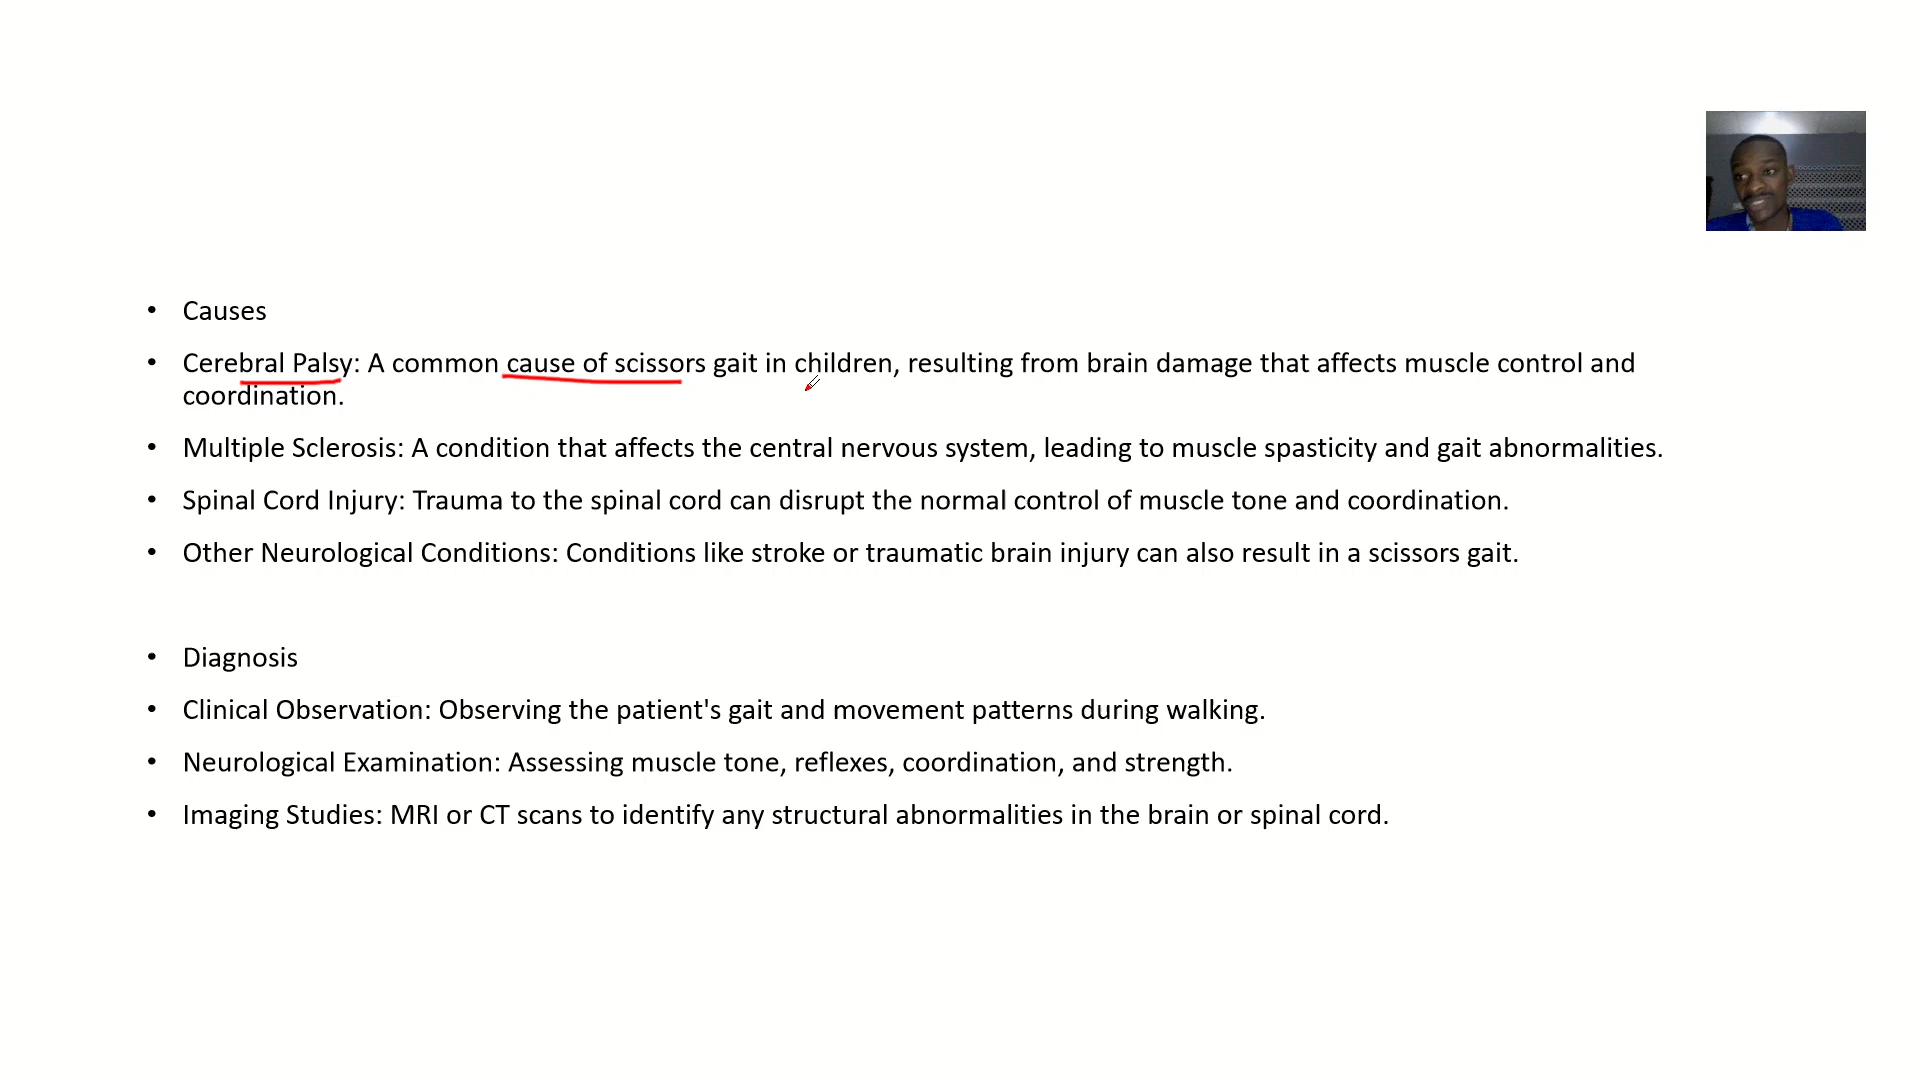 • Causes
• Cerebral Palsy: A common cause of scissors gait in children, resulting from brain damage that affects muscle control and
coordination.
• Multiple Sclerosis: A condition that affects the central nervous system, leading to muscle spasticity and gait abnormalities.
• Spinal Cord Injury: Trauma to the spinal cord can disrupt the normal control of muscle tone and coordination.
• Other Neurological Conditions: Conditions like stroke or traumatic brain injury can also result in a scissors gait.
• Diagnosis
• Clinical Observation: Observing the patient's gait and movement patterns during walking.
• Neurological Examination: Assessing muscle tone, reflexes, coordination, and strength.
• Imaging Studies: MRI or CT scans to identify any structural abnormalities in the brain or spinal cord.